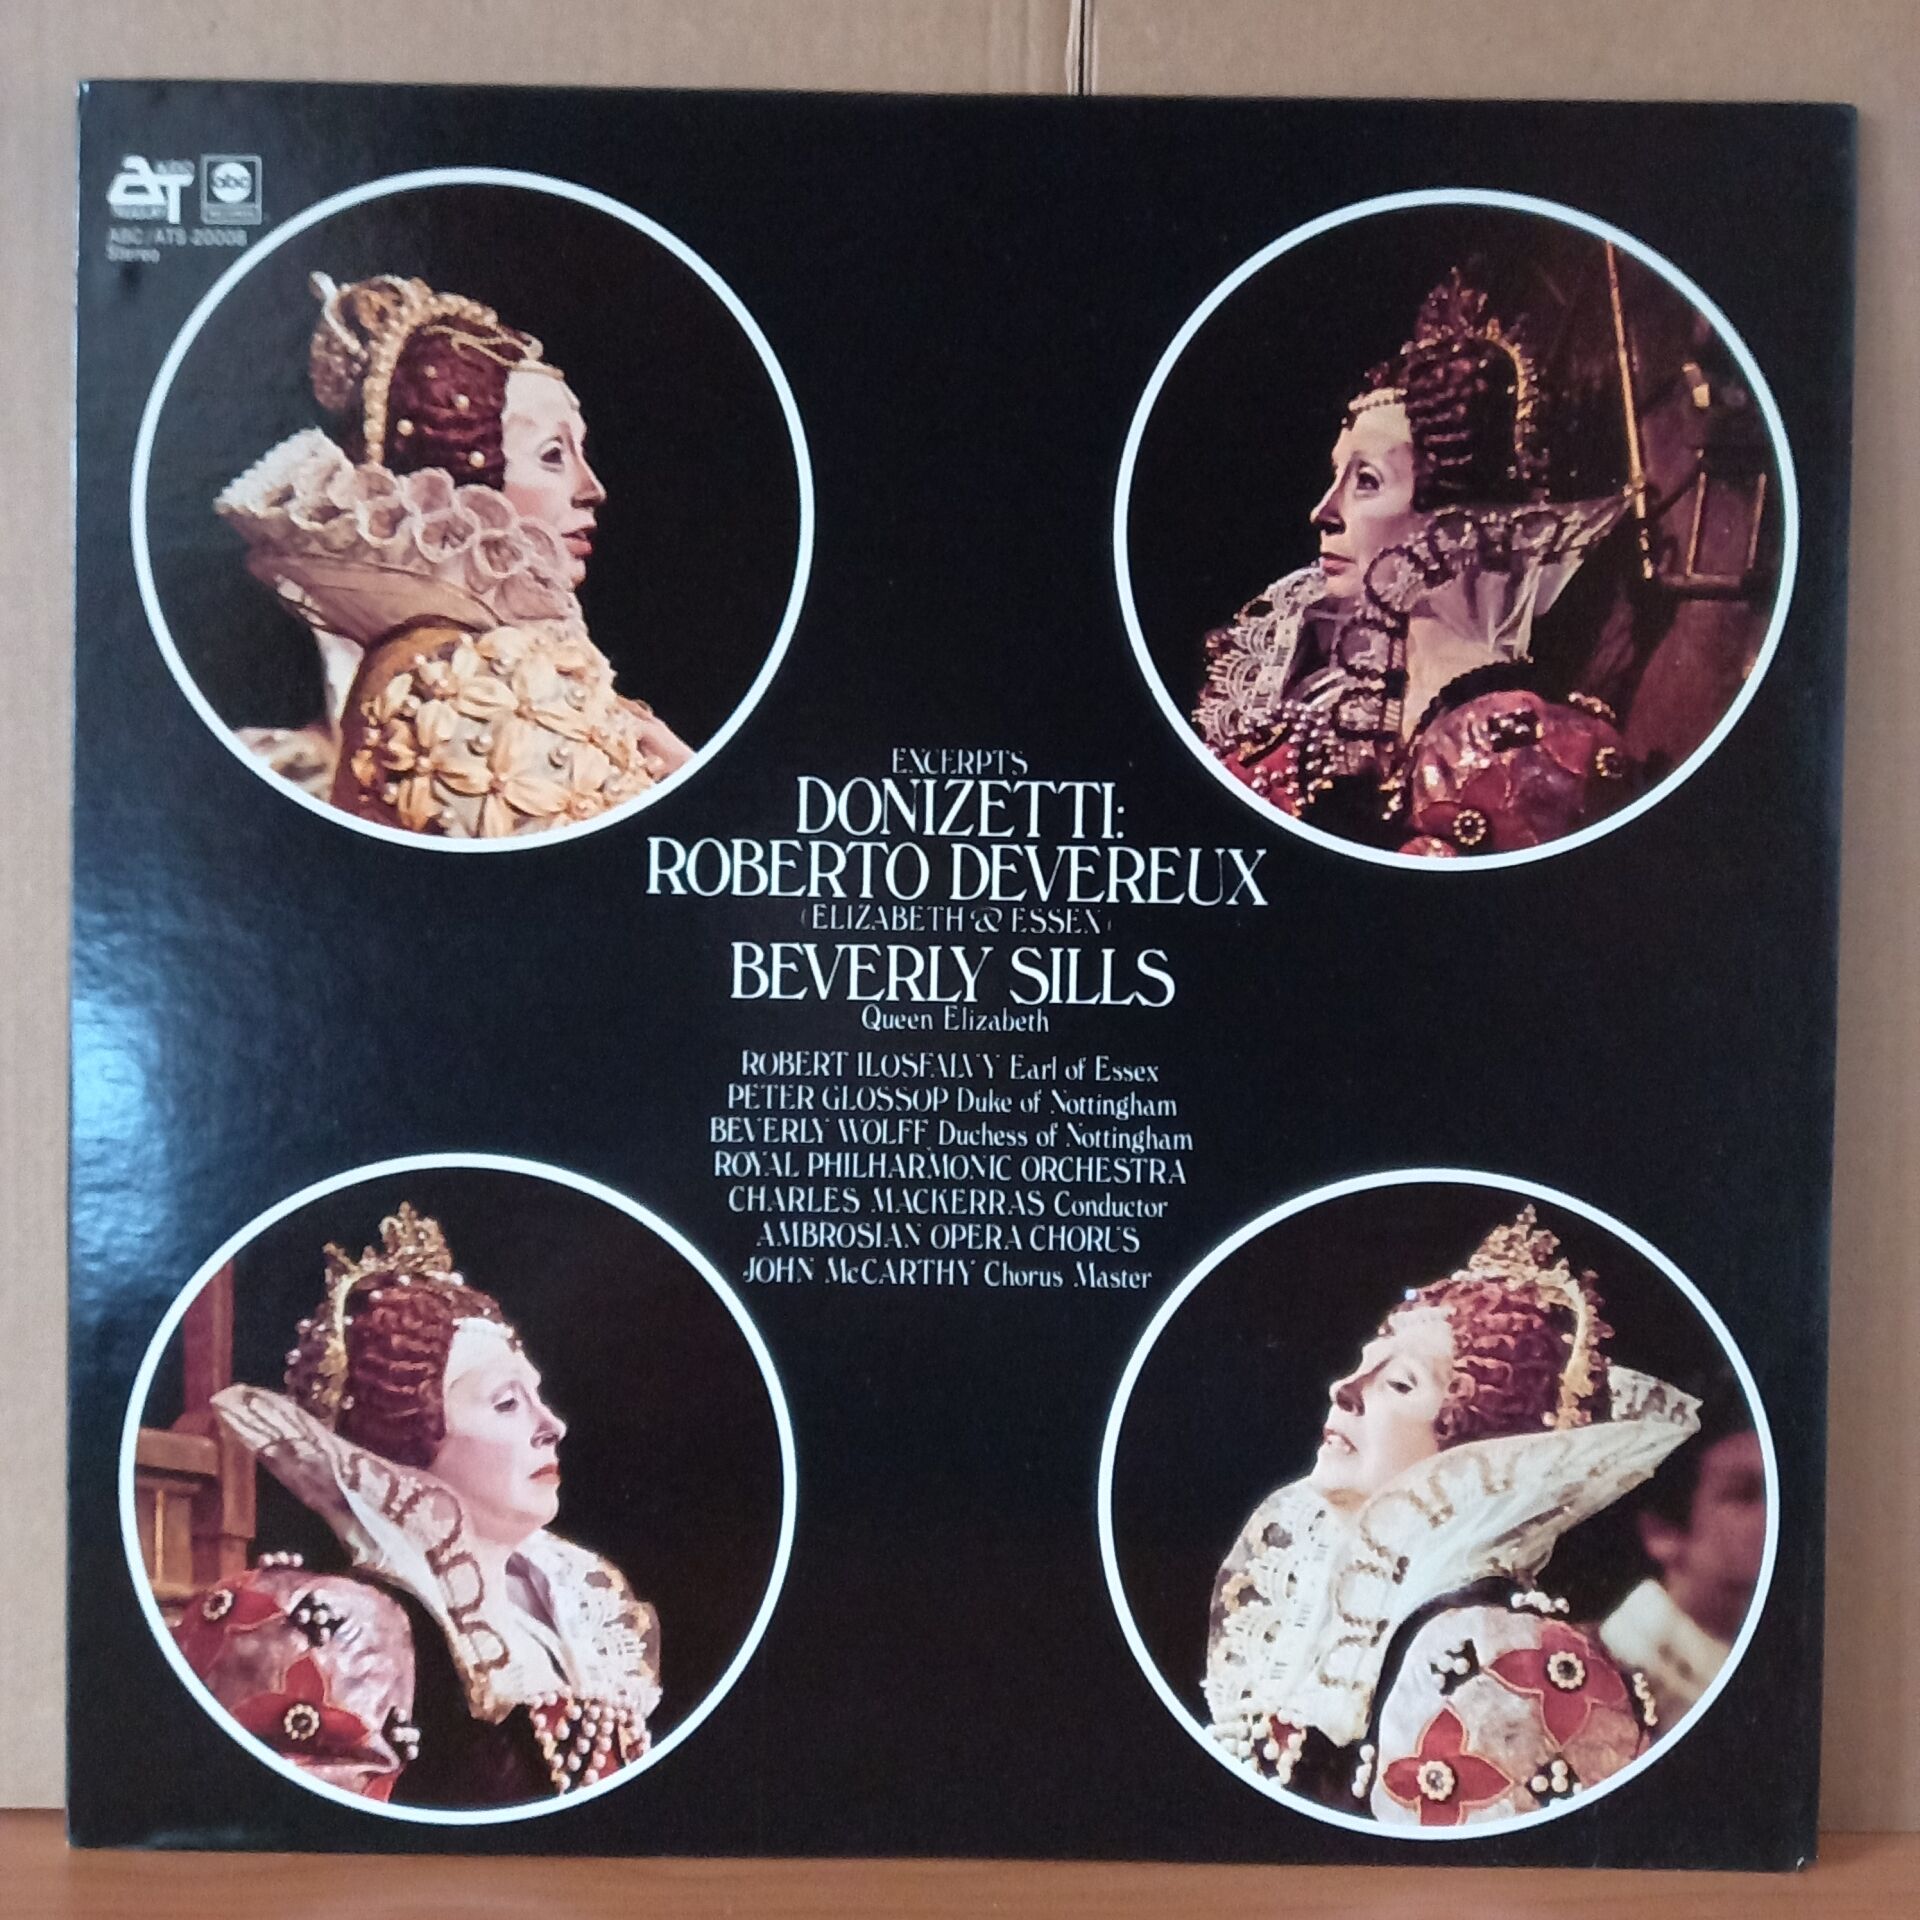 AT
abc
ABC/ATS-20008
Stereo
EXCERPTS
DONIZETTI:
ROBERTO DEVEREUX
(ELIZABETH & ESSEX)
BEVERLY SILLS
Queen Elizabeth
ROBERT ILOSFALVY Earl of Essex
PETER GLOSSOP Duke of Nottingham
BEVERLY WOLFF Duchess of Nottingham
ROYAL PHILHARMONIC ORCHESTRA
CHARLES MACKERRAS Conductor
AMBROSIAN OPERA CHORUS
JOHN McCARTHY Chorus Master